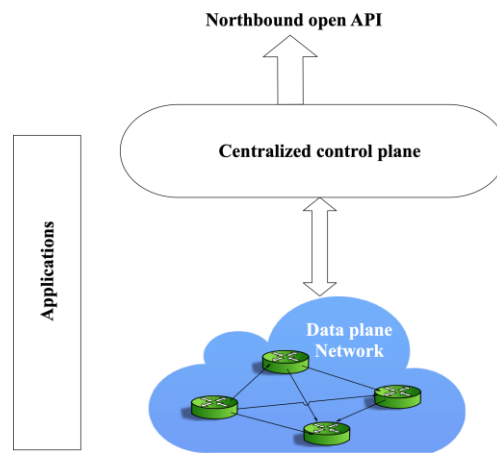 Northbound open API
Centralized control plane
Applications
Data plane
Network